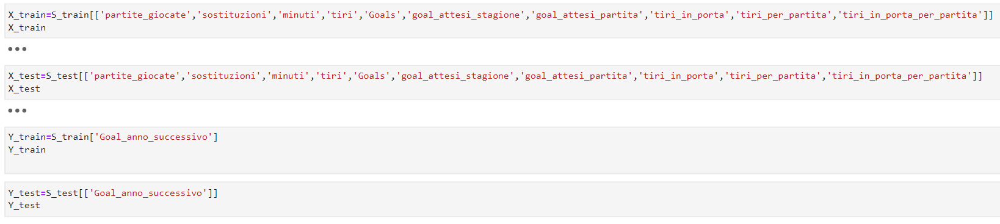 X_train=S_train[['partite_giocate','sostituzioni','minuti','tiri','Goals','goal_attesi_stagione','goal_attesi_partita','tiri_in_porta','tiri_per_partita','tiri_in_porta_per_partita']]
X_train
X_test=S_test[['partite_giocate','sostituzioni','minuti','tiri','Goals','goal_attesi_stagione','goal_attesi_partita','tiri_in_porta','tiri_per_partita','tiri_in_porta_per_partita']]
X_test
Y_train=S_train['Goal_anno_successivo']
Y_train
Y_test=S_test[['Goal_anno_successivo']]
Y_test